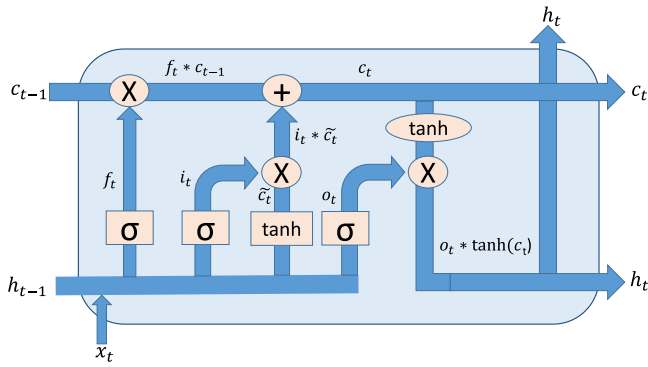 h_t
f_t * c_{t−1}
c_t
c_{t−1}
X
+
c_t
tanh
i_t * c̃_t
f_t
i_t
X
c̃_t
o_t
X
σ
σ
tanh
σ
o_t * tanh(c_t)
h_{t−1}
h_t
x_t